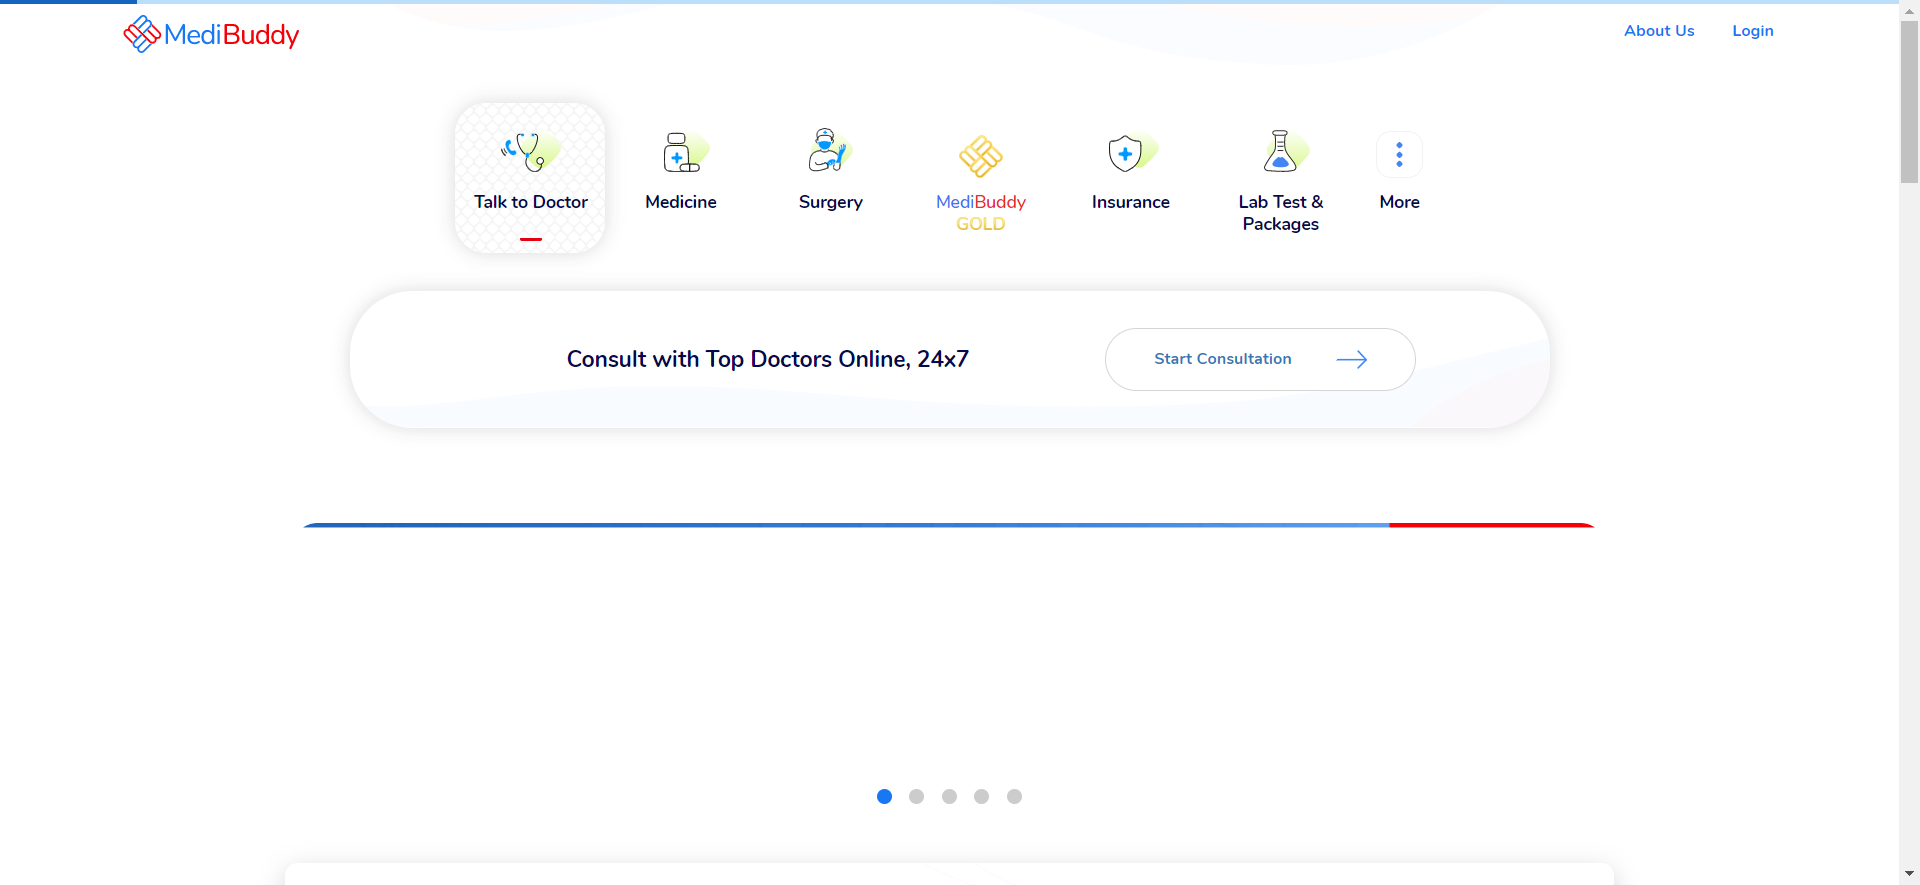 MediBuddy
About Us
Login
Talk to Doctor
Medicine
Surgery
MediBuddy
GOLD
Insurance
Lab Test &
Packages
More
Consult with Top Doctors Online, 24x7
Start Consultation